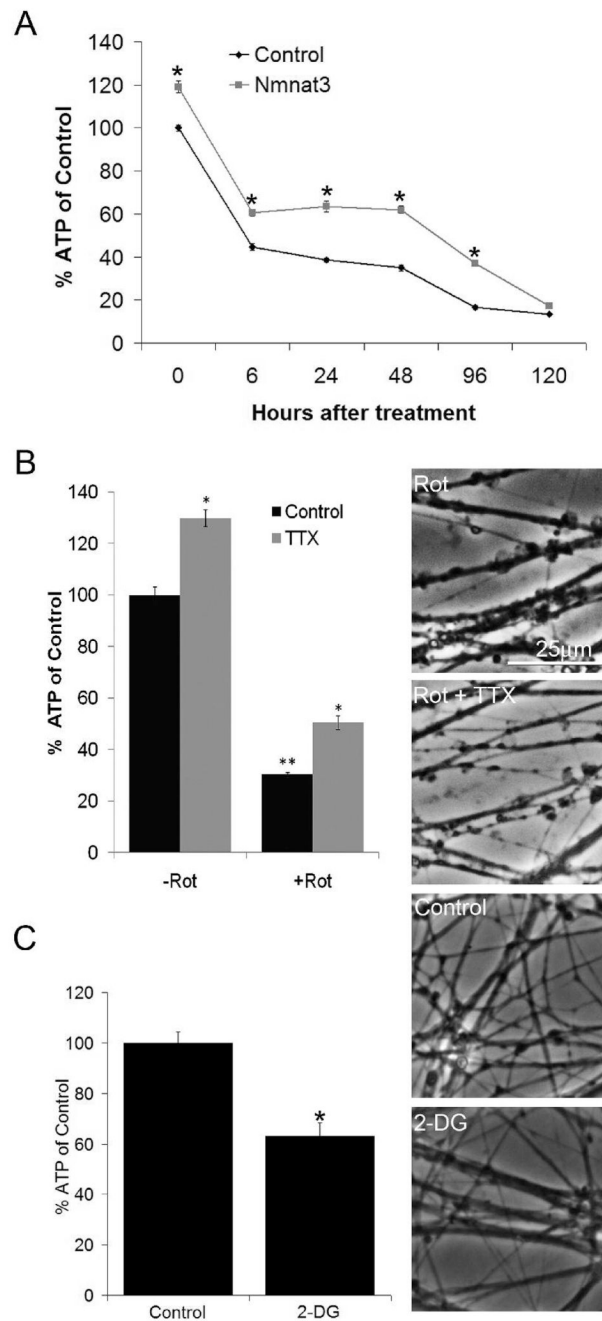 A
140
120
100
80
60
40
20
0
% ATP of Control
Control
Nmnat3
*
*
*
*
*
0 6 24 48 96 120
Hours after treatment
B
140
120
100
80
60
40
20
0
% ATP of Control
Control
TTX
*
**
*
-Rot +Rot
Rot
25µm
Rot + TTX
Control
2-DG
C
120
100
80
60
40
20
0
% ATP of Control
*
Control 2-DG